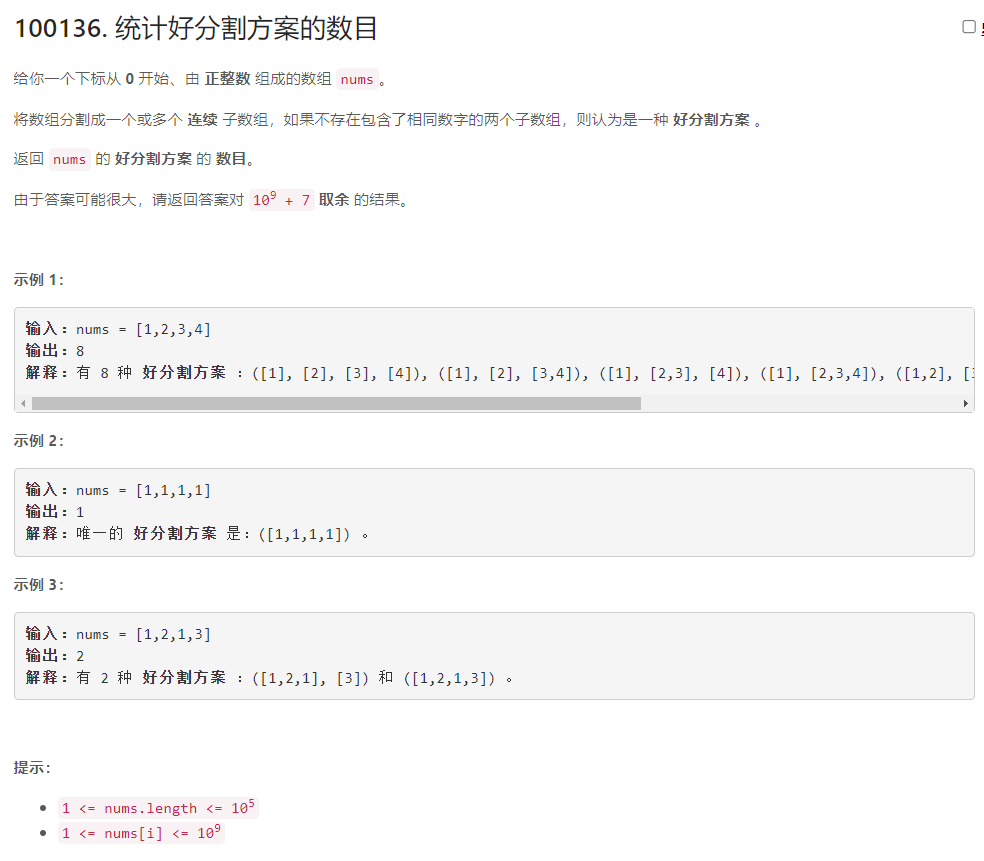 100136. 统计好分割方案的数目
给你一个下标从 0 开始、由 正整数 组成的数组 nums 。
将数组分割成一个或多个 连续 子数组，如果不存在包含了相同数字的两个子数组，则认为是一种 好分割方案 。
返回 nums 的 好分割方案 的 数目。
由于答案可能很大，请返回答案对 10⁹ + 7 取余 的结果。
示例 1：
输入：nums = [1,2,3,4]
输出：8
解释：有 8 种 好分割方案 ：([1], [2], [3], [4]), ([1], [2], [3,4]), ([1], [2,3], [4]), ([1], [2,3,4]), ([1,2], [
示例 2：
输入：nums = [1,1,1,1]
输出：1
解释：唯一的 好分割方案 是：([1,1,1,1]) 。
示例 3：
输入：nums = [1,2,1,3]
输出：2
解释：有 2 种 好分割方案 ：([1,2,1], [3]) 和 ([1,2,1,3]) 。
提示：
1 <= nums.length <= 10⁵
1 <= nums[i] <= 10⁹